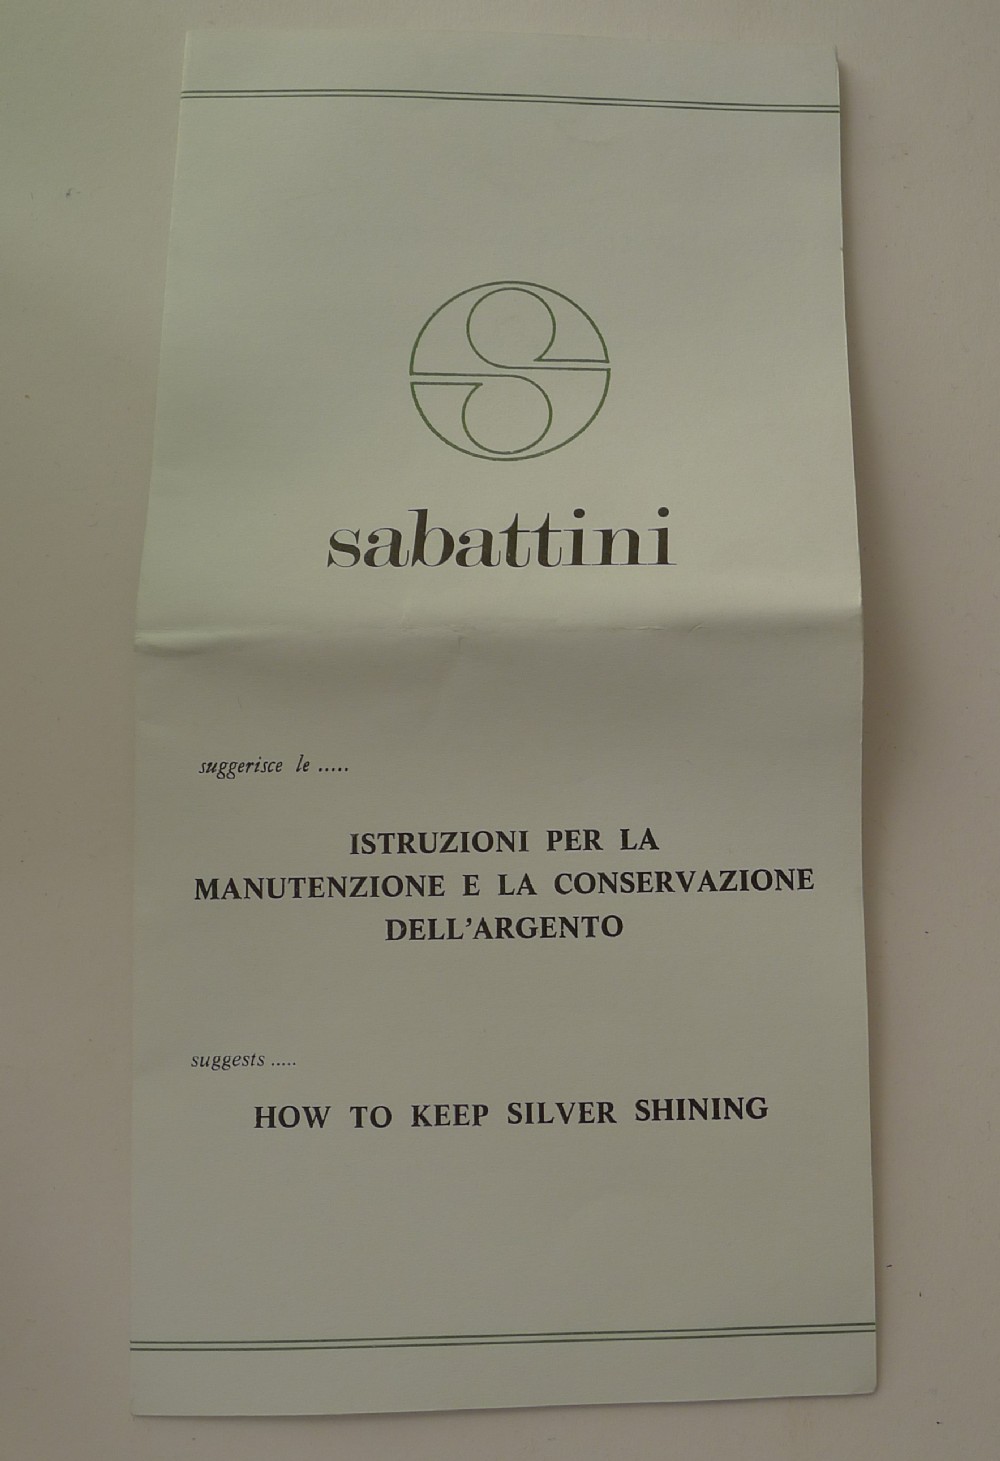 sabattini
suggerisce le .....
ISTRUZIONI PER LA
MANUTENZIONE E LA CONSERVAZIONE
DELL'ARGENTO
suggests .....
HOW TO KEEP SILVER SHINING